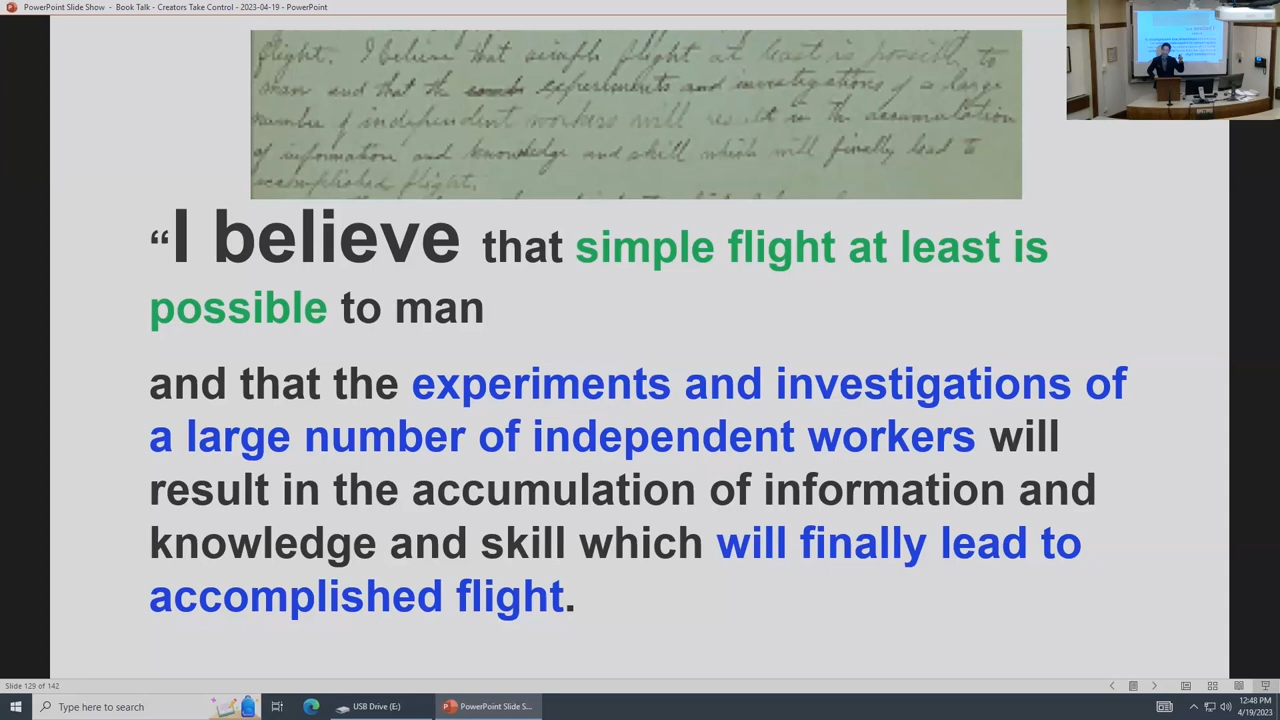 PowerPoint Slide Show - Book Talk - Creators Take Control - 2023-04-19 - PowerPoint
flight. I believe that simple flight at least is possible to
man and that the experiments and investigations of a large
number of independent workers will result in the accumulation
of information and knowledge and skill which will finally lead to
accomplished flight.
“I believe that simple flight at least is
possible to man
and that the experiments and investigations of
a large number of independent workers will
result in the accumulation of information and
knowledge and skill which will finally lead to
accomplished flight.
Slide 129 of 142
Type here to search
USB Drive (E:)
PowerPoint Slide S...
12:48 PM
4/19/2023